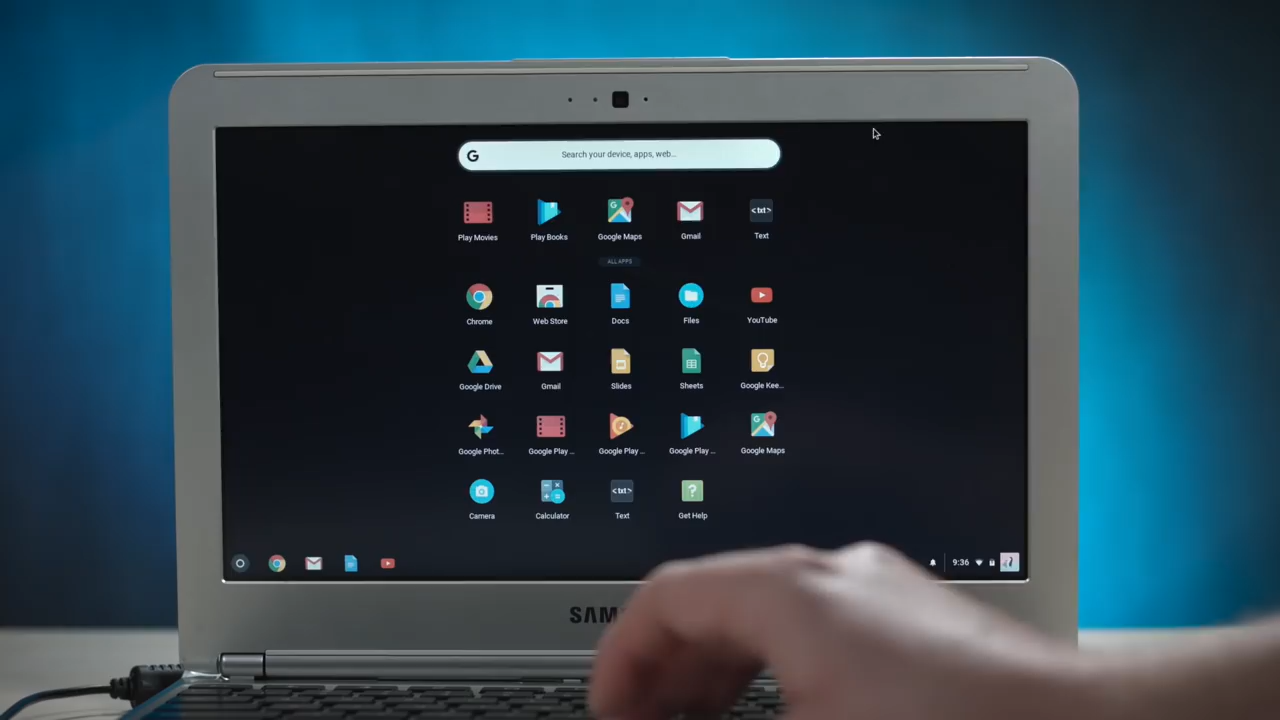 Search your device, apps, web...
Play Movies Play Books Google Maps Gmail Text
<txt>
ALL APPS
Chrome Web Store Docs Files YouTube
Google Drive Gmail Slides Sheets Google Kee...
Google Phot... Google Play ... Google Play ... Google Play ... Google Maps
<txt>
Camera Calculator Text Get Help
9:36
SAM